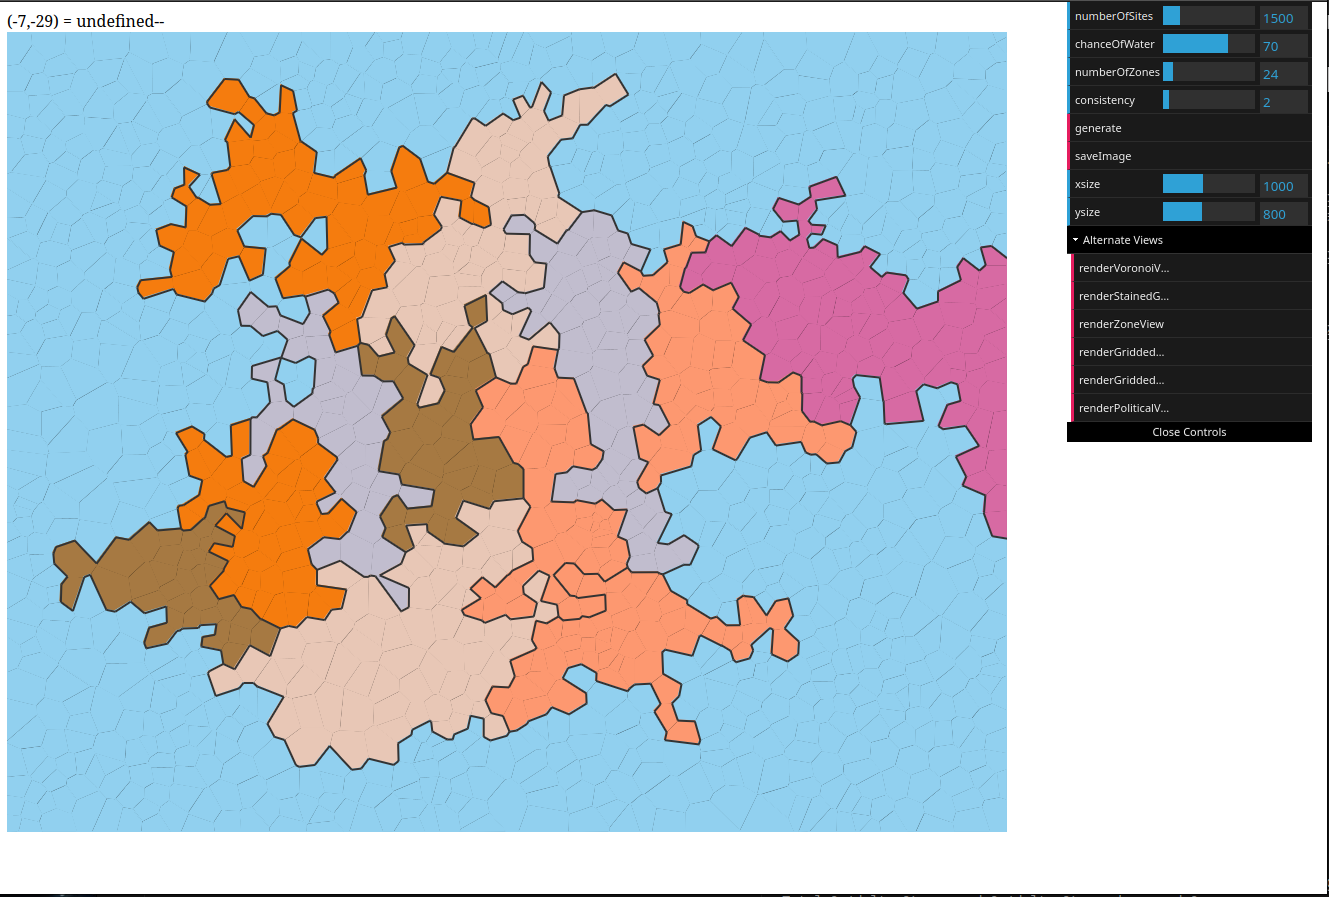 (-7,-29) = undefined--
numberOfSites 1500
chanceOfWater 70
numberOfZones 24
consistency 2
generate
saveImage
xsize 1000
ysize 800
Alternate Views
renderVoronoiV...
renderStainedG...
renderZoneView
renderGridded...
renderGridded...
renderPoliticalV...
Close Controls